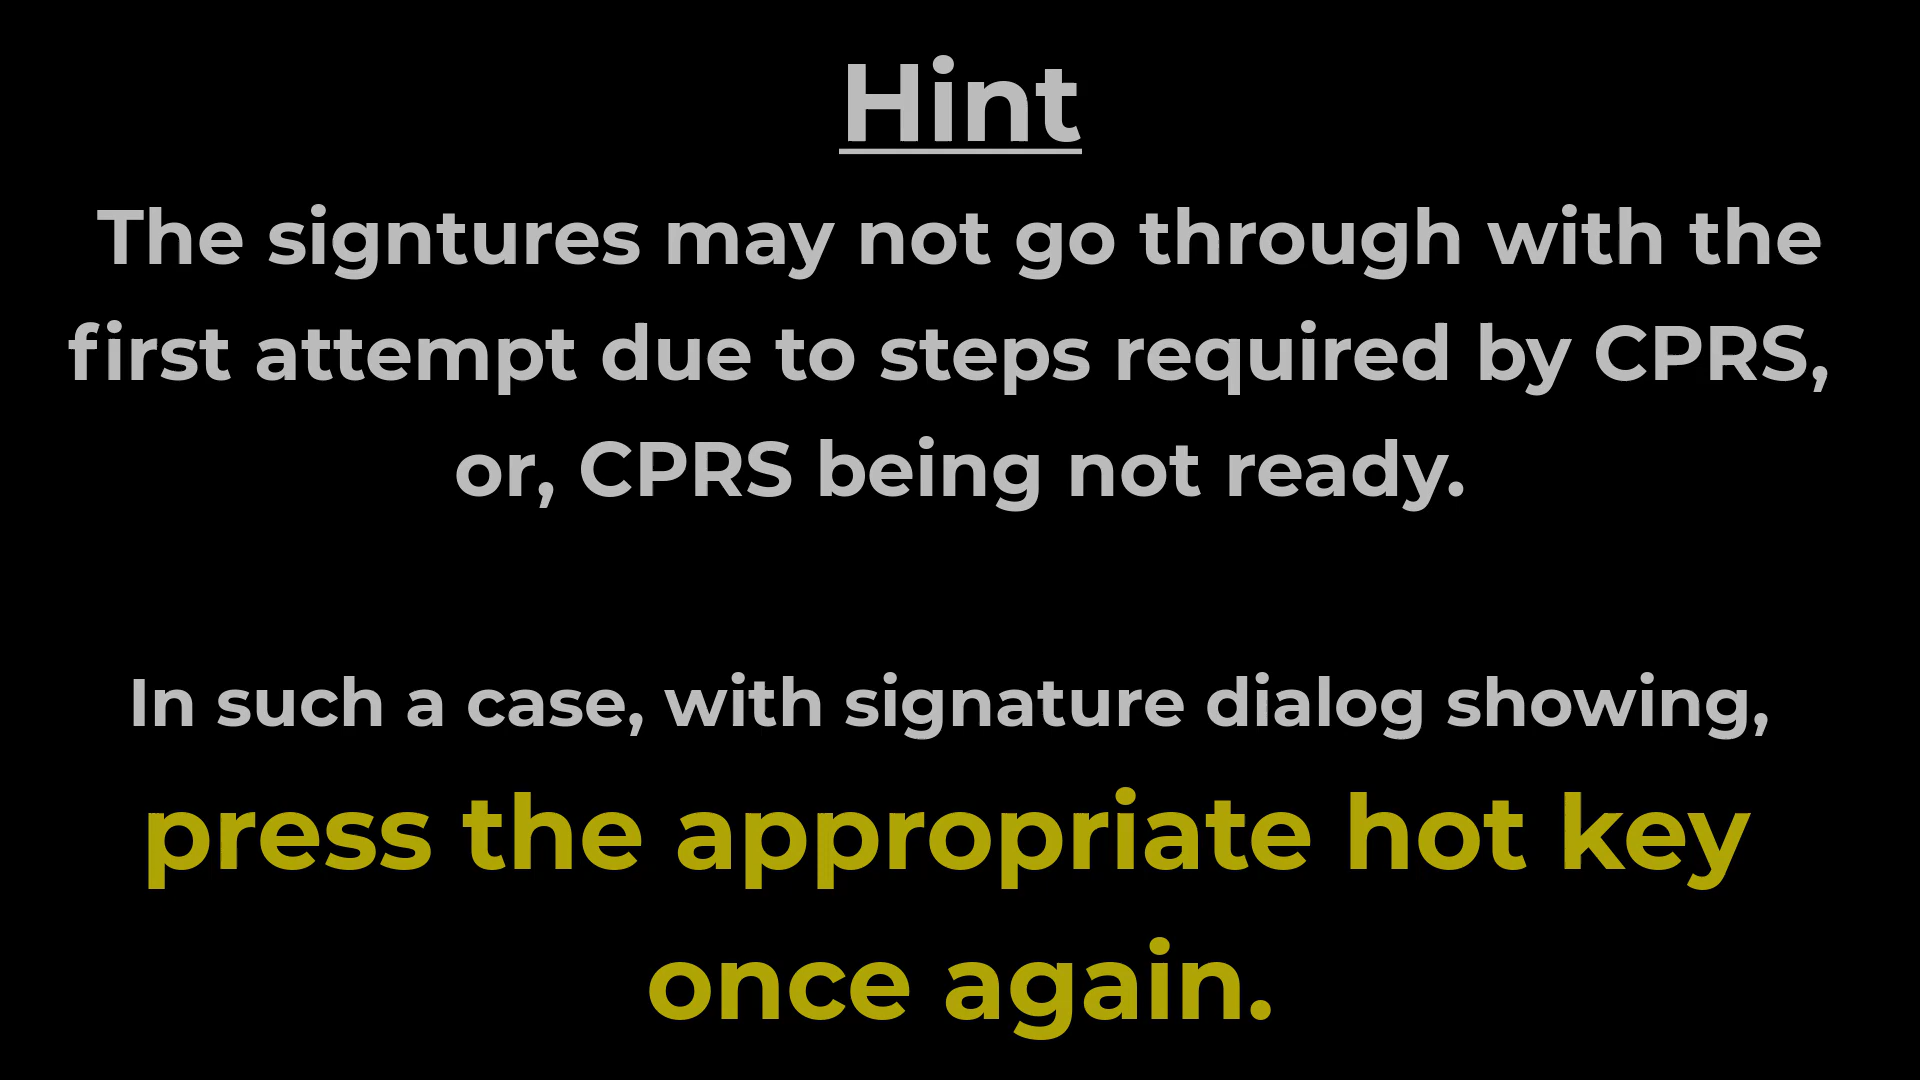 Hint
The signtures may not go through with the
first attempt due to steps required by CPRS,
or, CPRS being not ready.
In such a case, with signature dialog showing,
press the appropriate hot key
once again.